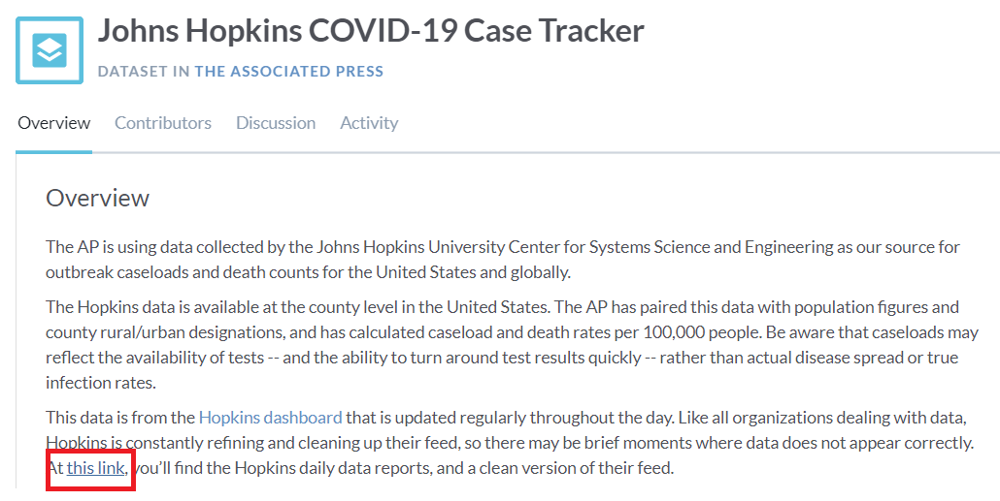 Johns Hopkins COVID-19 Case Tracker
DATASET IN THE ASSOCIATED PRESS
Overview Contributors Discussion Activity
Overview
The AP is using data collected by the Johns Hopkins University Center for Systems Science and Engineering as our source for
outbreak caseloads and death counts for the United States and globally.
The Hopkins data is available at the county level in the United States. The AP has paired this data with population figures and
county rural/urban designations, and has calculated caseload and death rates per 100,000 people. Be aware that caseloads may
reflect the availability of tests -- and the ability to turn around test results quickly -- rather than actual disease spread or true
infection rates.
This data is from the Hopkins dashboard that is updated regularly throughout the day. Like all organizations dealing with data,
Hopkins is constantly refining and cleaning up their feed, so there may be brief moments where data does not appear correctly.
At this link, you'll find the Hopkins daily data reports, and a clean version of their feed.